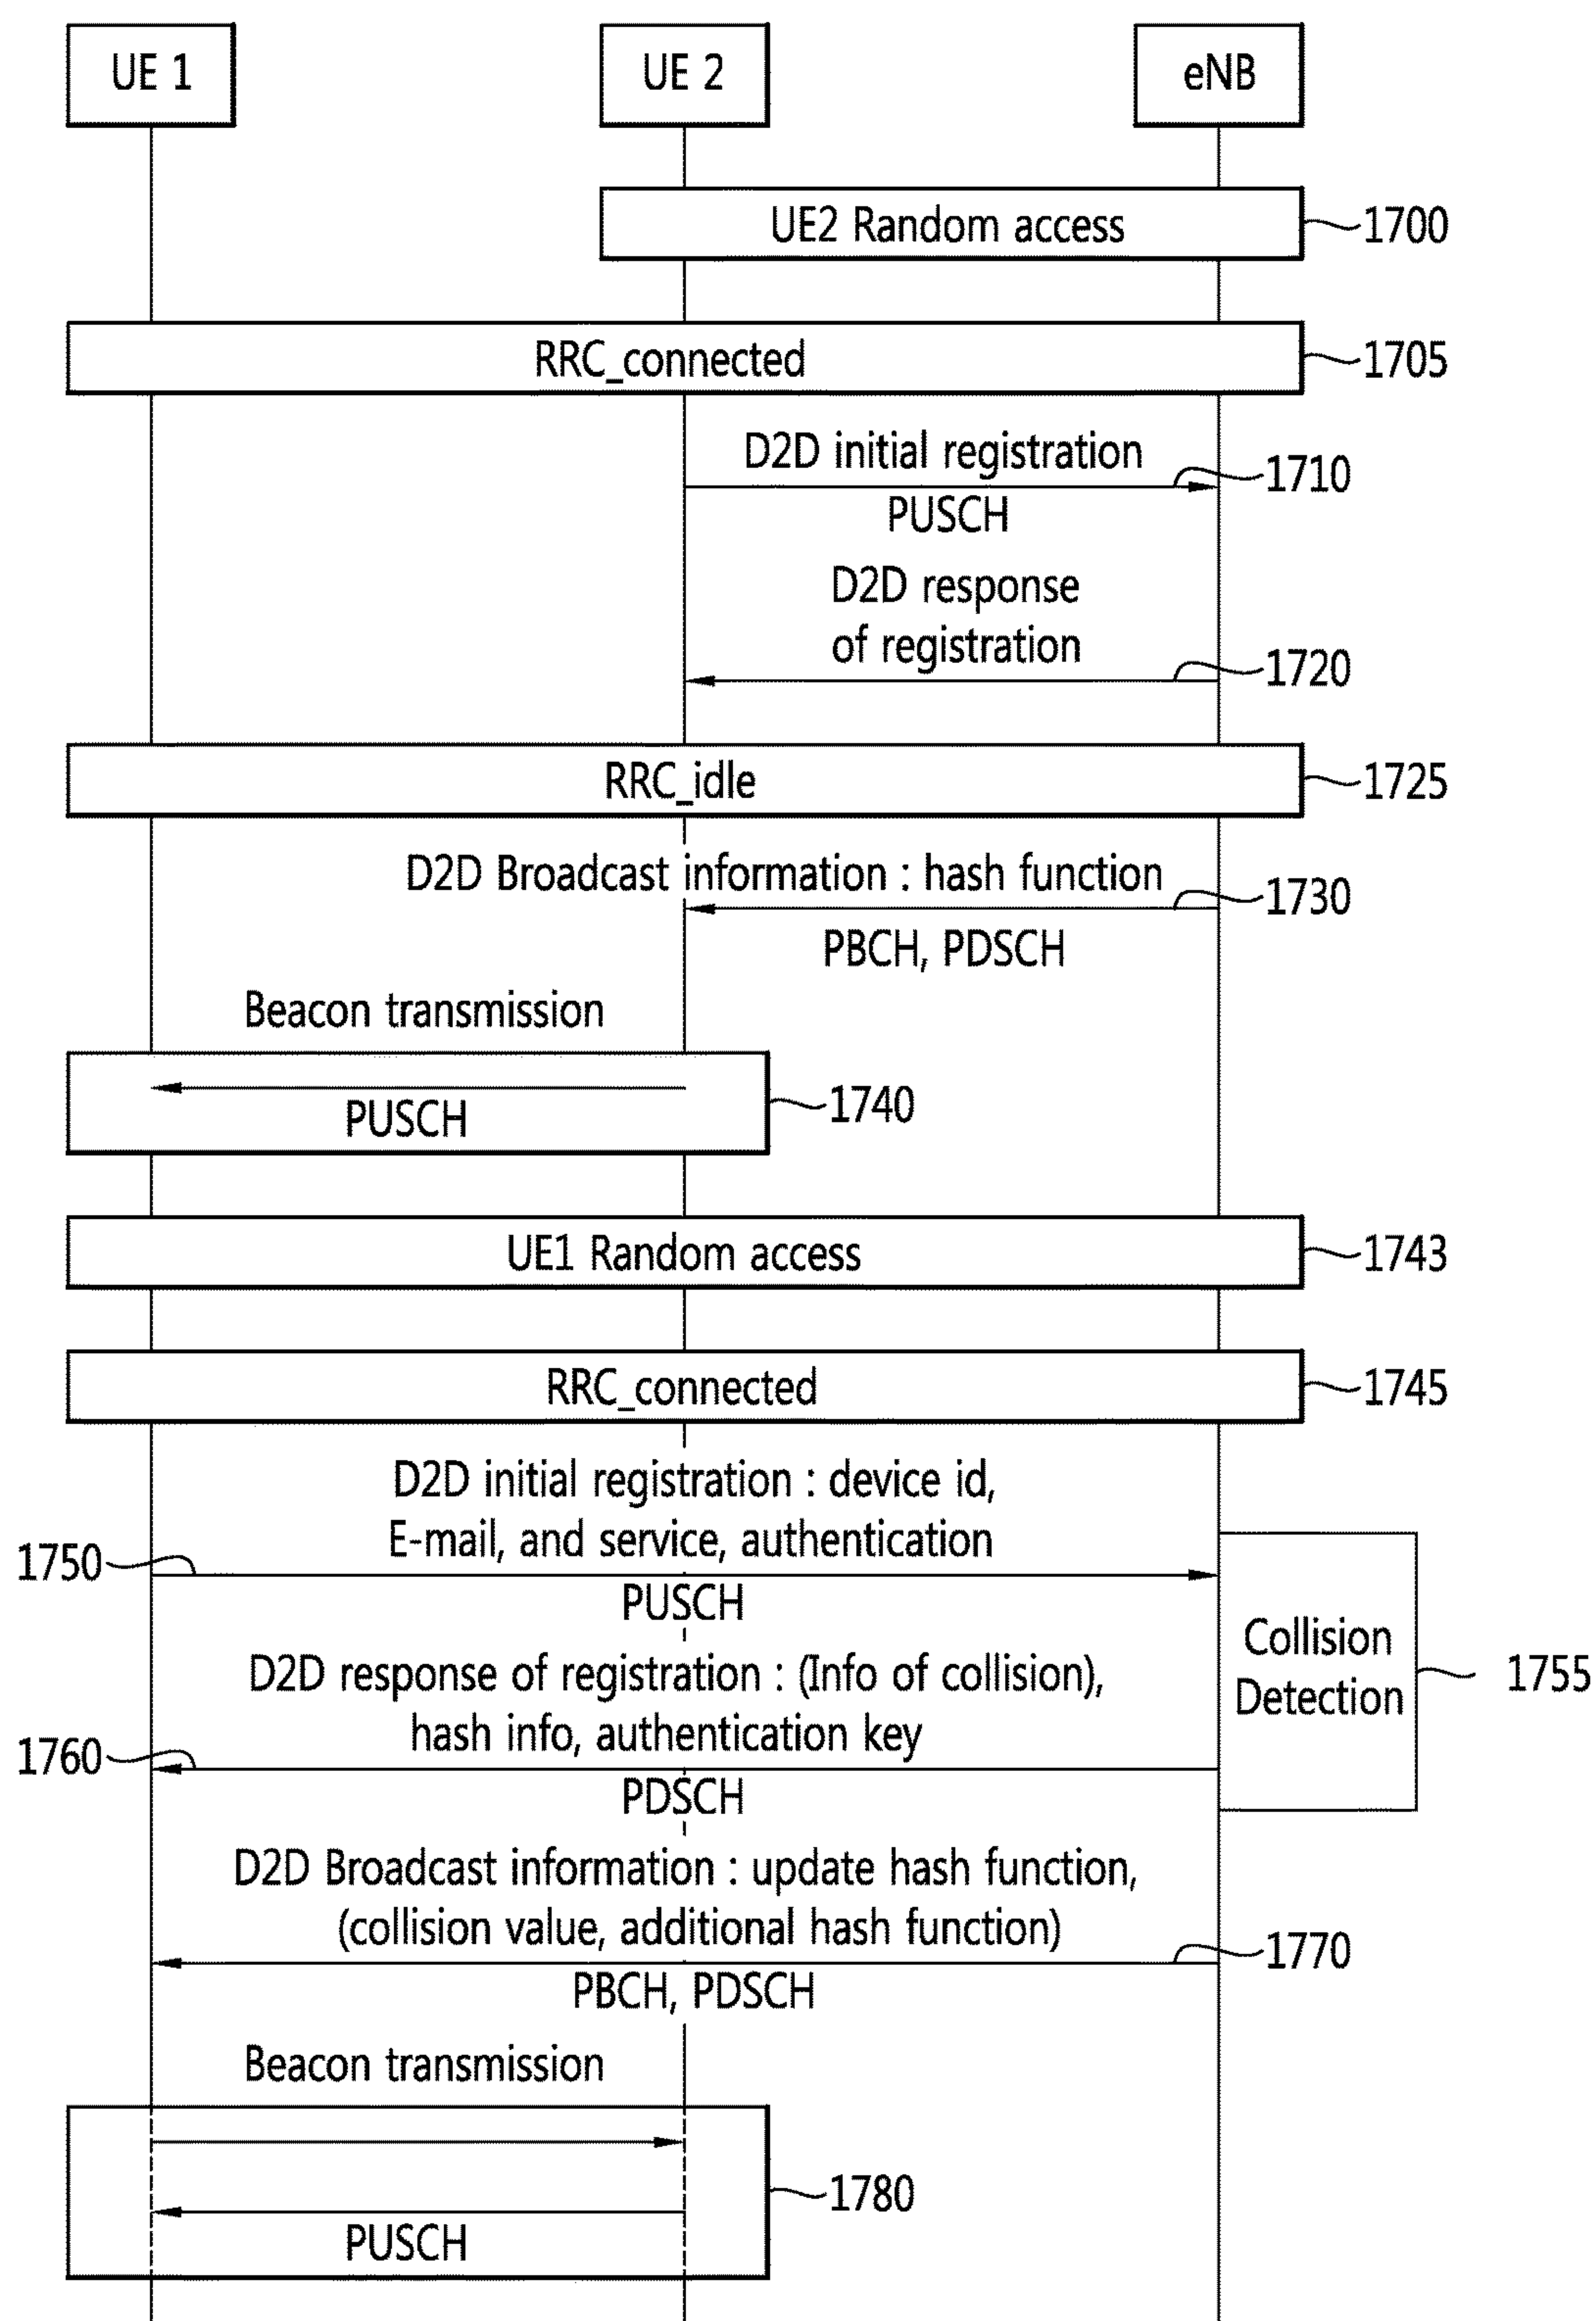 UE 1
UE 2
eNB
UE2 Random access
1700
RRC_connected
1705
D2D initial registration
1710
PUSCH
D2D response
of registration
1720
RRC_idle
1725
D2D Broadcast information : hash function
1730
PBCH, PDSCH
Beacon transmission
PUSCH
1740
UE1 Random access
1743
RRC_connected
1745
D2D initial registration : device id,
E-mail, and service, authentication
1750
PUSCH
Collision
Detection
1755
D2D response of registration : (Info of collision),
hash info, authentication key
1760
PDSCH
D2D Broadcast information : update hash function,
(collision value, additional hash function)
1770
PBCH, PDSCH
Beacon transmission
1780
PUSCH